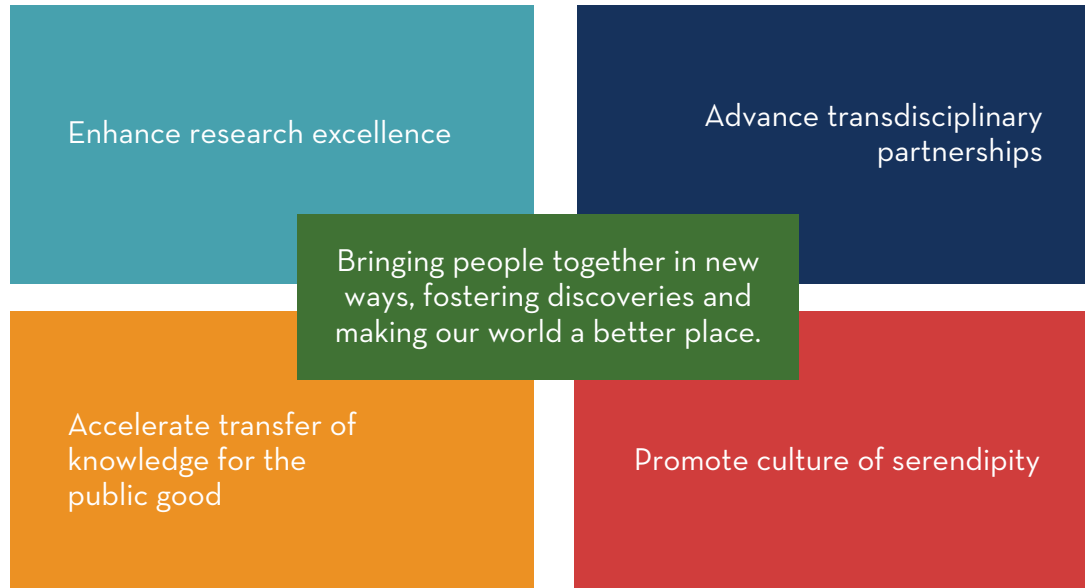 Enhance research excellence
Advance transdisciplinary
partnerships
Bringing people together in new
ways, fostering discoveries and
making our world a better place.
Accelerate transfer of
knowledge for the
public good
Promote culture of serendipity